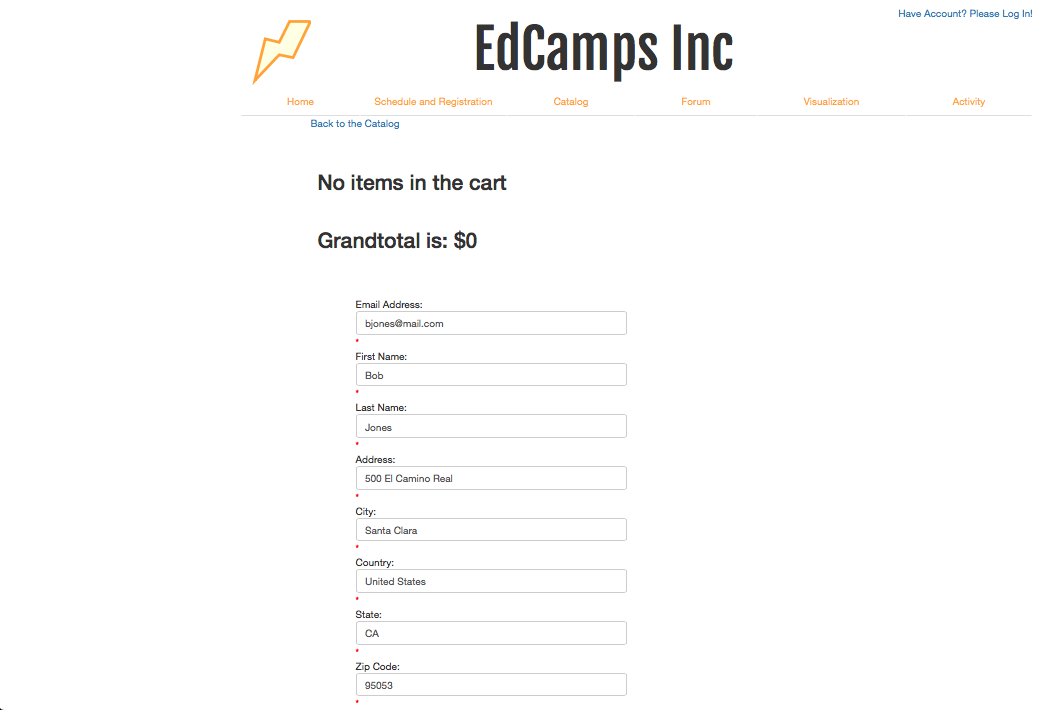 Have Account? Please Log In!
EdCamps Inc
Home Schedule and Registration Catalog Forum Visualization Activity
Back to the Catalog
No items in the cart
Grandtotal is: $0
Email Address:
bjones@mail.com
*
First Name:
Bob
*
Last Name:
Jones
*
Address:
500 El Camino Real
*
City:
Santa Clara
*
Country:
United States
*
State:
CA
*
Zip Code:
95053
*